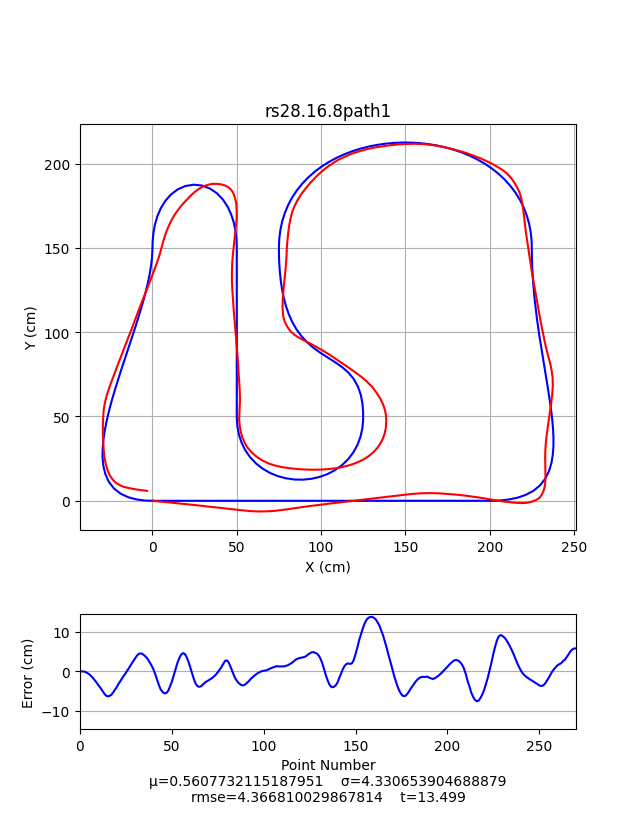 rs28.16.8path1
Y (cm)
200
150
100
50
0
0 50 100 150 200 250
X (cm)
Error (cm)
10
0
−10
0 50 100 150 200 250
Point Number
μ=0.5607732115187951 σ=4.330653904688879
rmse=4.366810029867814 t=13.499